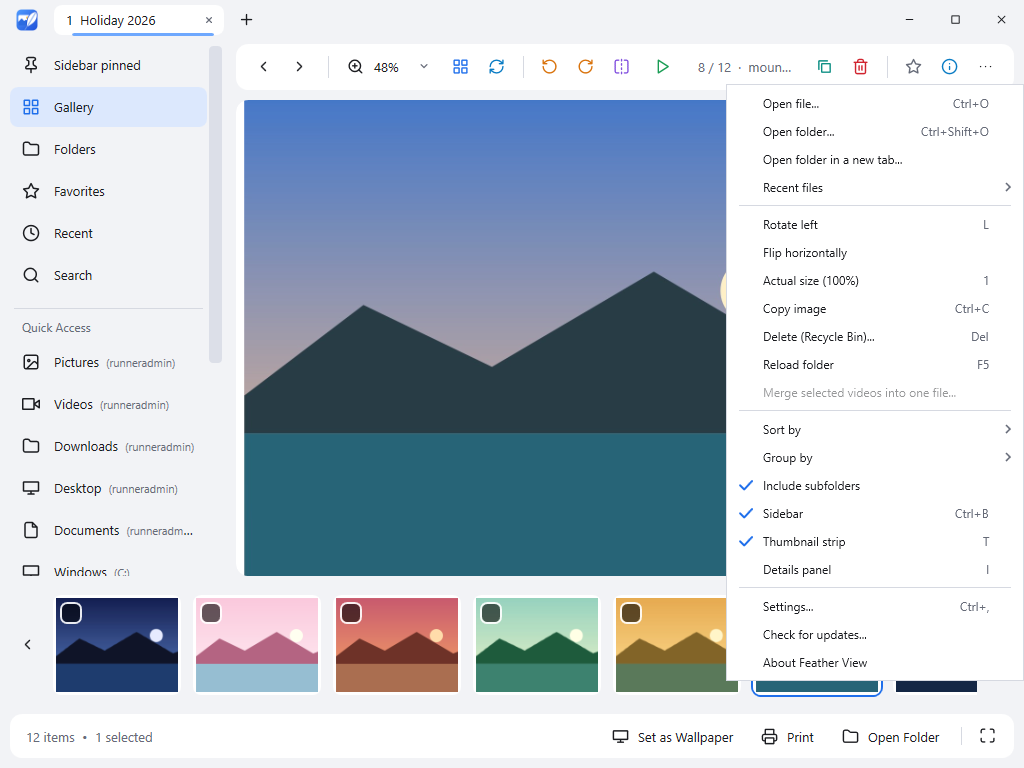 1 Holiday 2026
Sidebar pinned
Gallery
Folders
Favorites
Recent
Search
Quick Access
Pictures (runneradmin)
Videos (runneradmin)
Downloads (runneradmin)
Desktop (runneradmin)
Documents (runneradm...
Windows (C:)
48%
8 / 12 · moun...
Open file... Ctrl+O
Open folder... Ctrl+Shift+O
Open folder in a new tab...
Recent files
Rotate left L
Flip horizontally
Actual size (100%) 1
Copy image Ctrl+C
Delete (Recycle Bin)... Del
Reload folder F5
Merge selected videos into one file...
Sort by
Group by
Include subfolders
Sidebar Ctrl+B
Thumbnail strip T
Details panel I
Settings... Ctrl+,
Check for updates...
About Feather View
12 items • 1 selected
Set as Wallpaper
Print
Open Folder